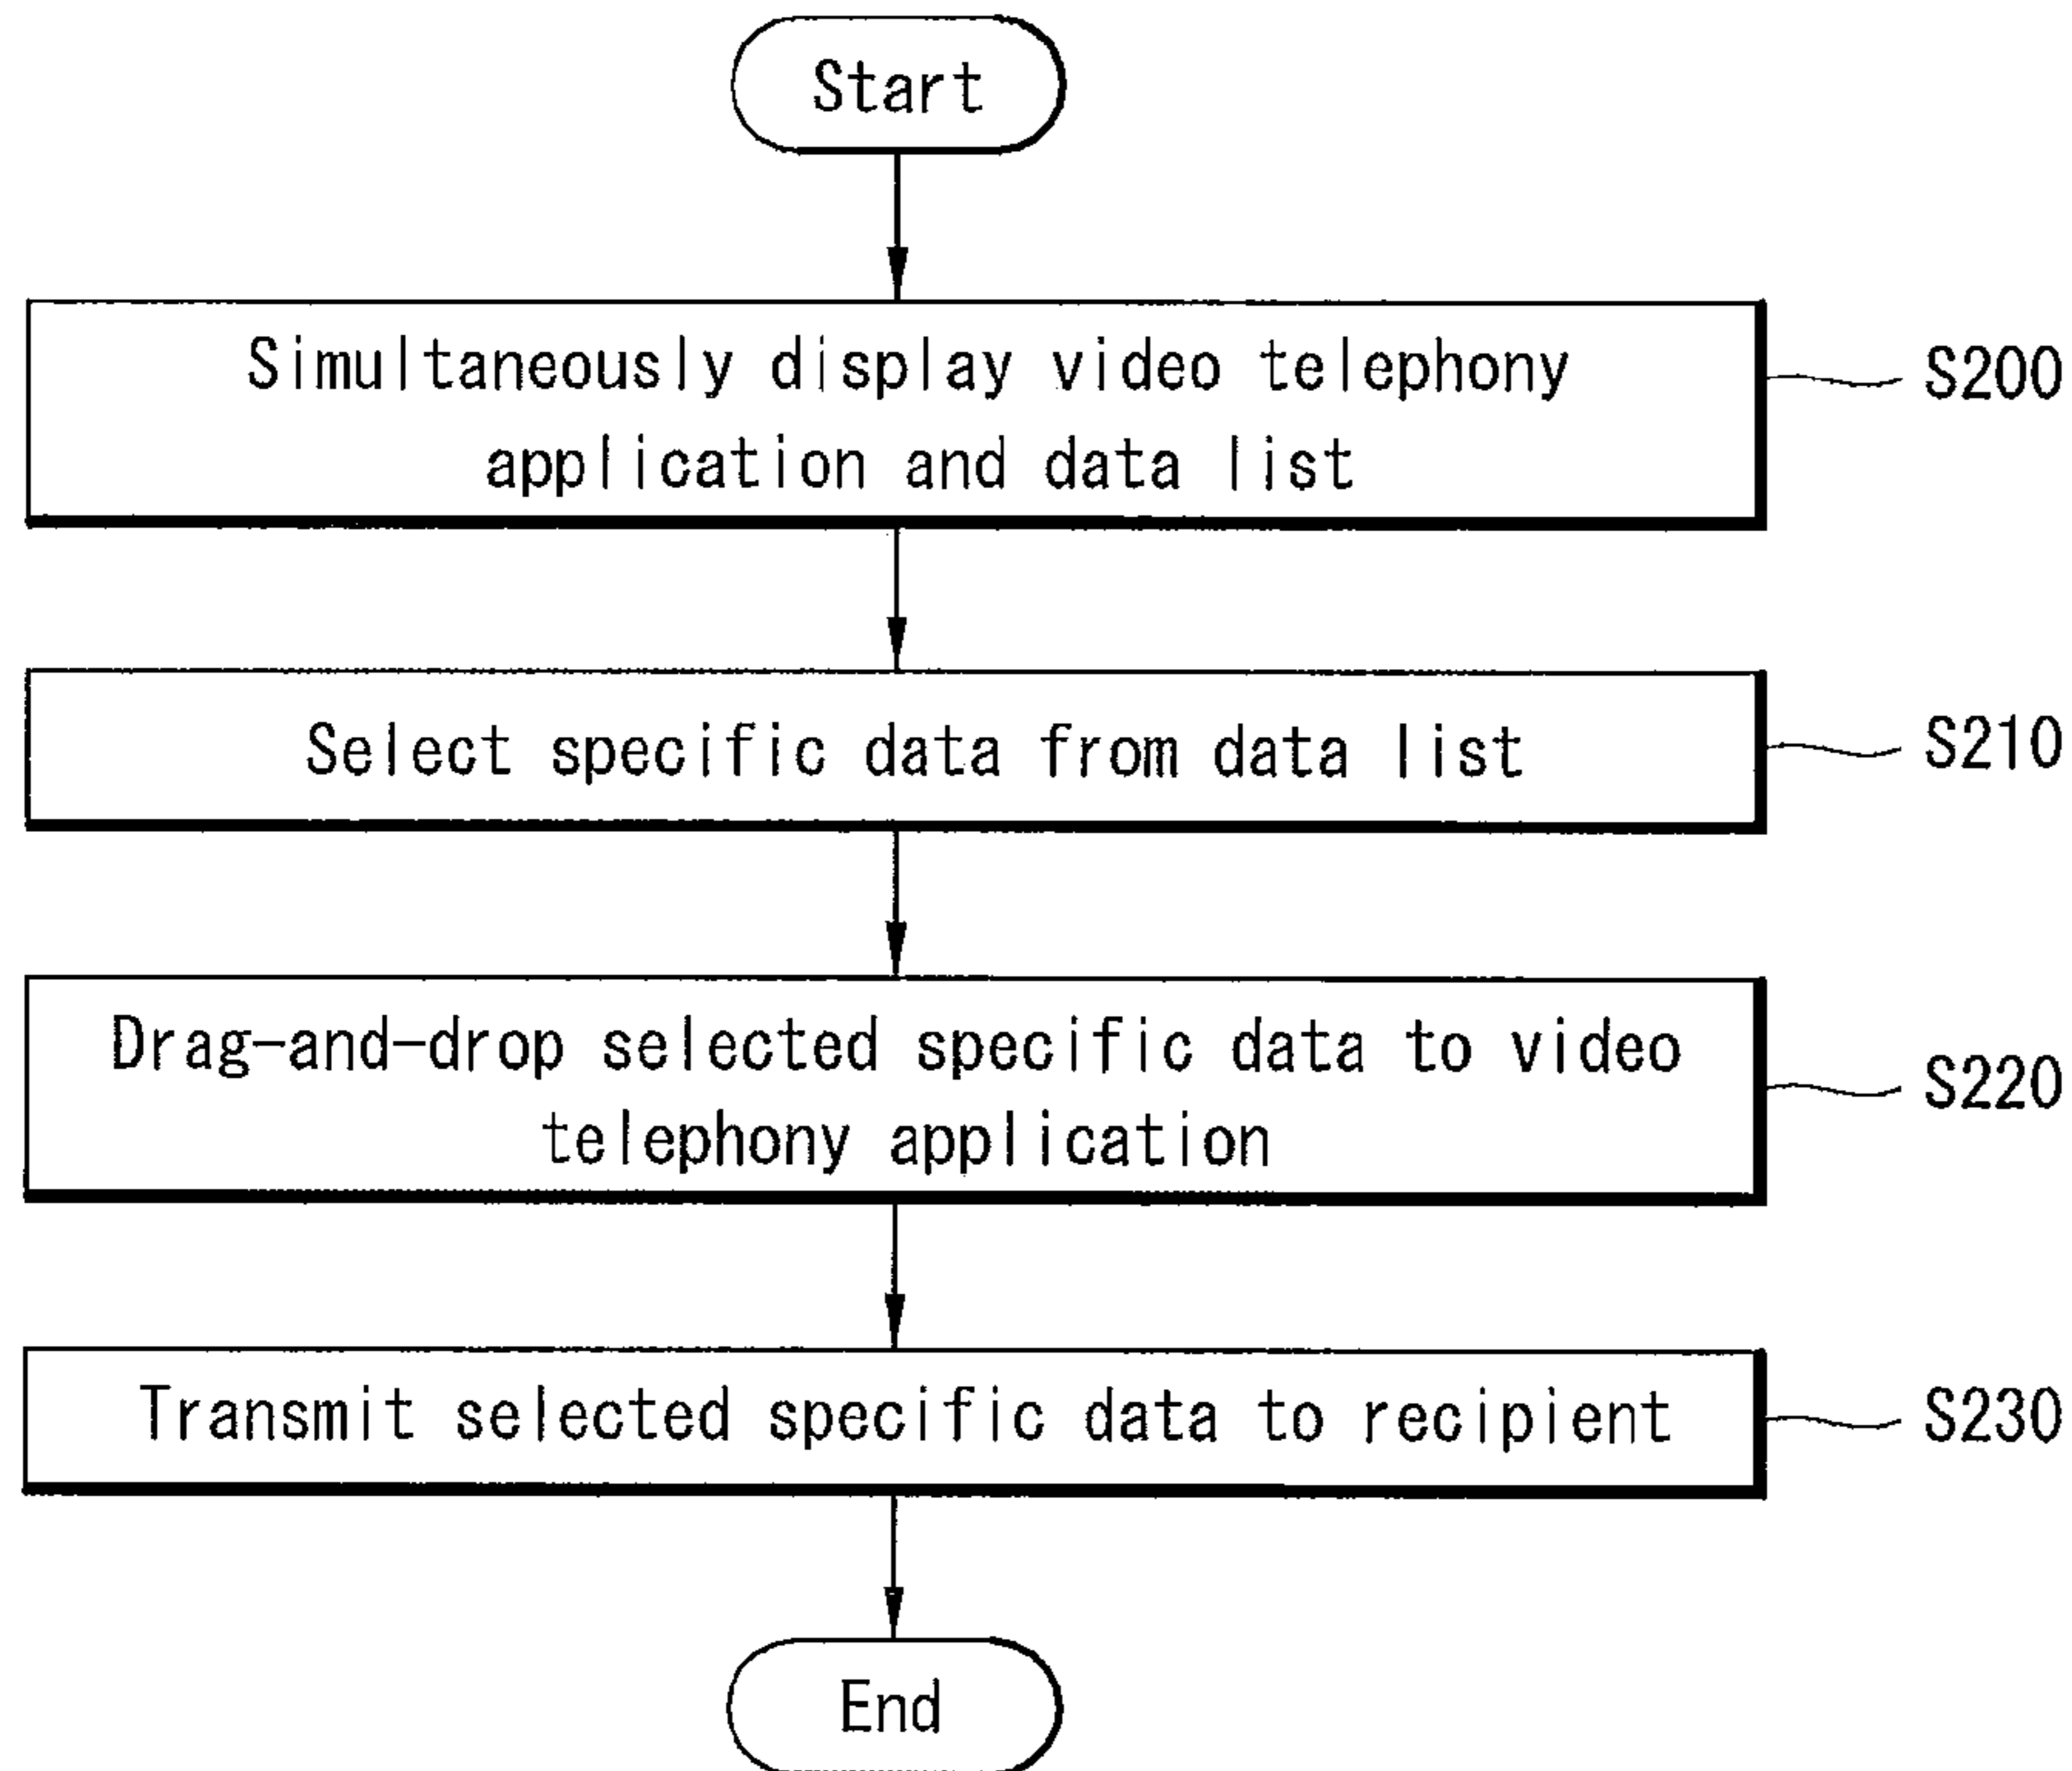 Start
Simultaneously display video telephony
application and data list
S200
Select specific data from data list
S210
Drag-and-drop selected specific data to video
telephony application
S220
Transmit selected specific data to recipient
S230
End